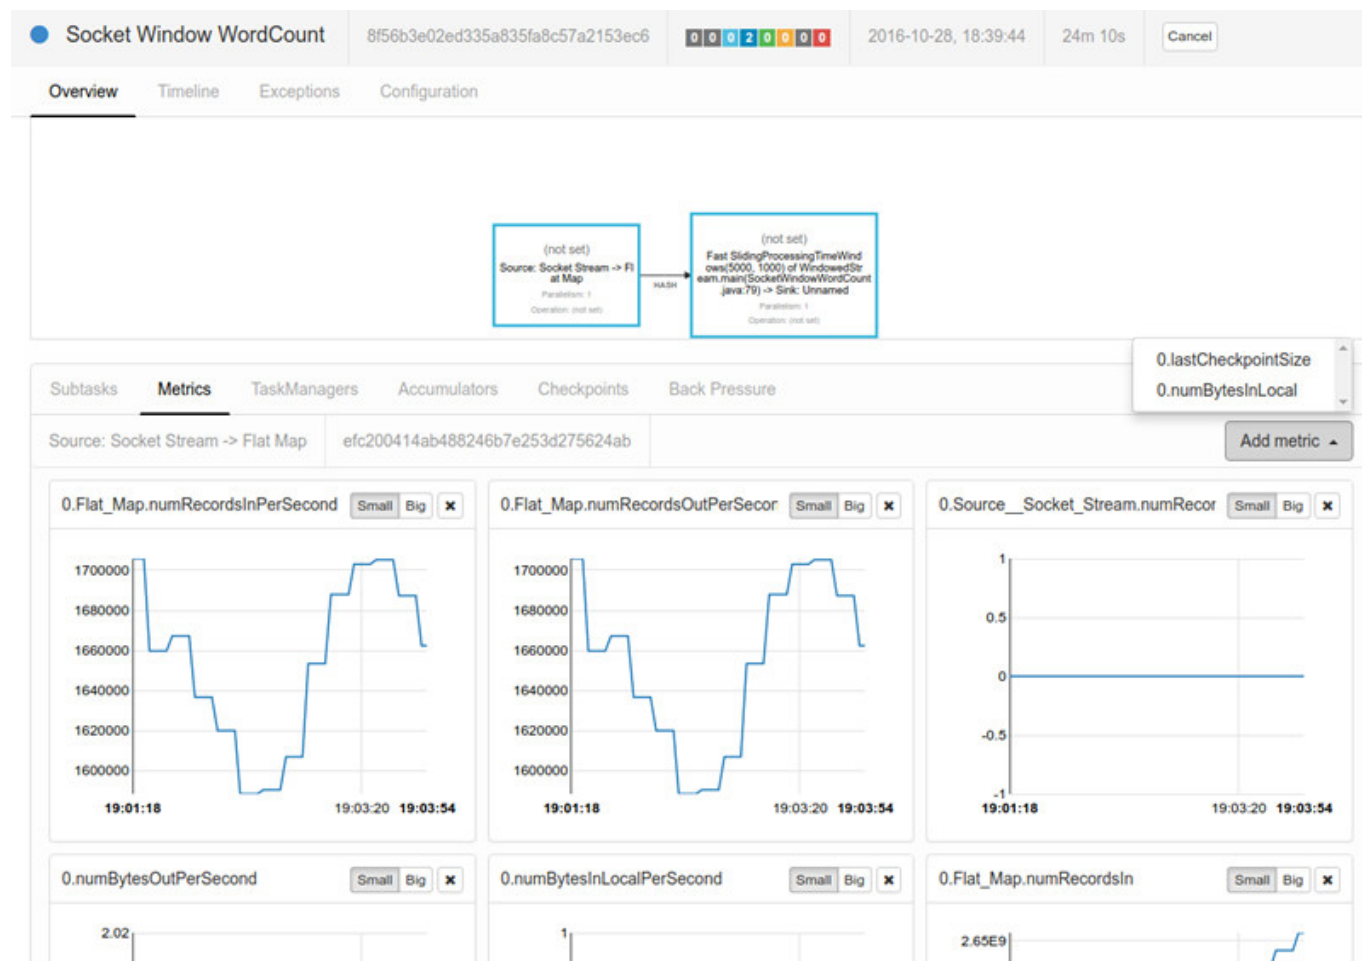 Socket Window WordCount 8f56b3e02ed335a835fa8c57a2153ec6 0 0 0 2 0 0 0 0 2016-10-28, 18:39:44 24m 10s Cancel
Overview Timeline Exceptions Configuration
(not set)
Source: Socket Stream -> Fl
at Map
Parallelism: 1
Operation: (not set)
HASH
(not set)
Fast SlidingProcessingTimeWind
ows(5000, 1000) of WindowedStr
eam.main(SocketWindowWordCount
.java:79) -> Sink: Unnamed
Parallelism: 1
Operation: (not set)
0.lastCheckpointSize
0.numBytesInLocal
Subtasks Metrics TaskManagers Accumulators Checkpoints Back Pressure
Source: Socket Stream -> Flat Map efc200414ab488246b7e253d275624ab Add metric
0.Flat_Map.numRecordsInPerSecond Small Big
1700000
1680000
1660000
1640000
1620000
1600000
19:01:18 19:03:20 19:03:54
0.Flat_Map.numRecordsOutPerSecon Small Big
1700000
1680000
1660000
1640000
1620000
1600000
19:01:18 19:03:20 19:03:54
0.Source__Socket_Stream.numRecor Small Big
1
0.5
0
-0.5
-1
19:01:18 19:03:20 19:03:54
0.numBytesOutPerSecond Small Big
2.02
0.numBytesInLocalPerSecond Small Big
1
0.Flat_Map.numRecordsIn Small Big
2.65E9